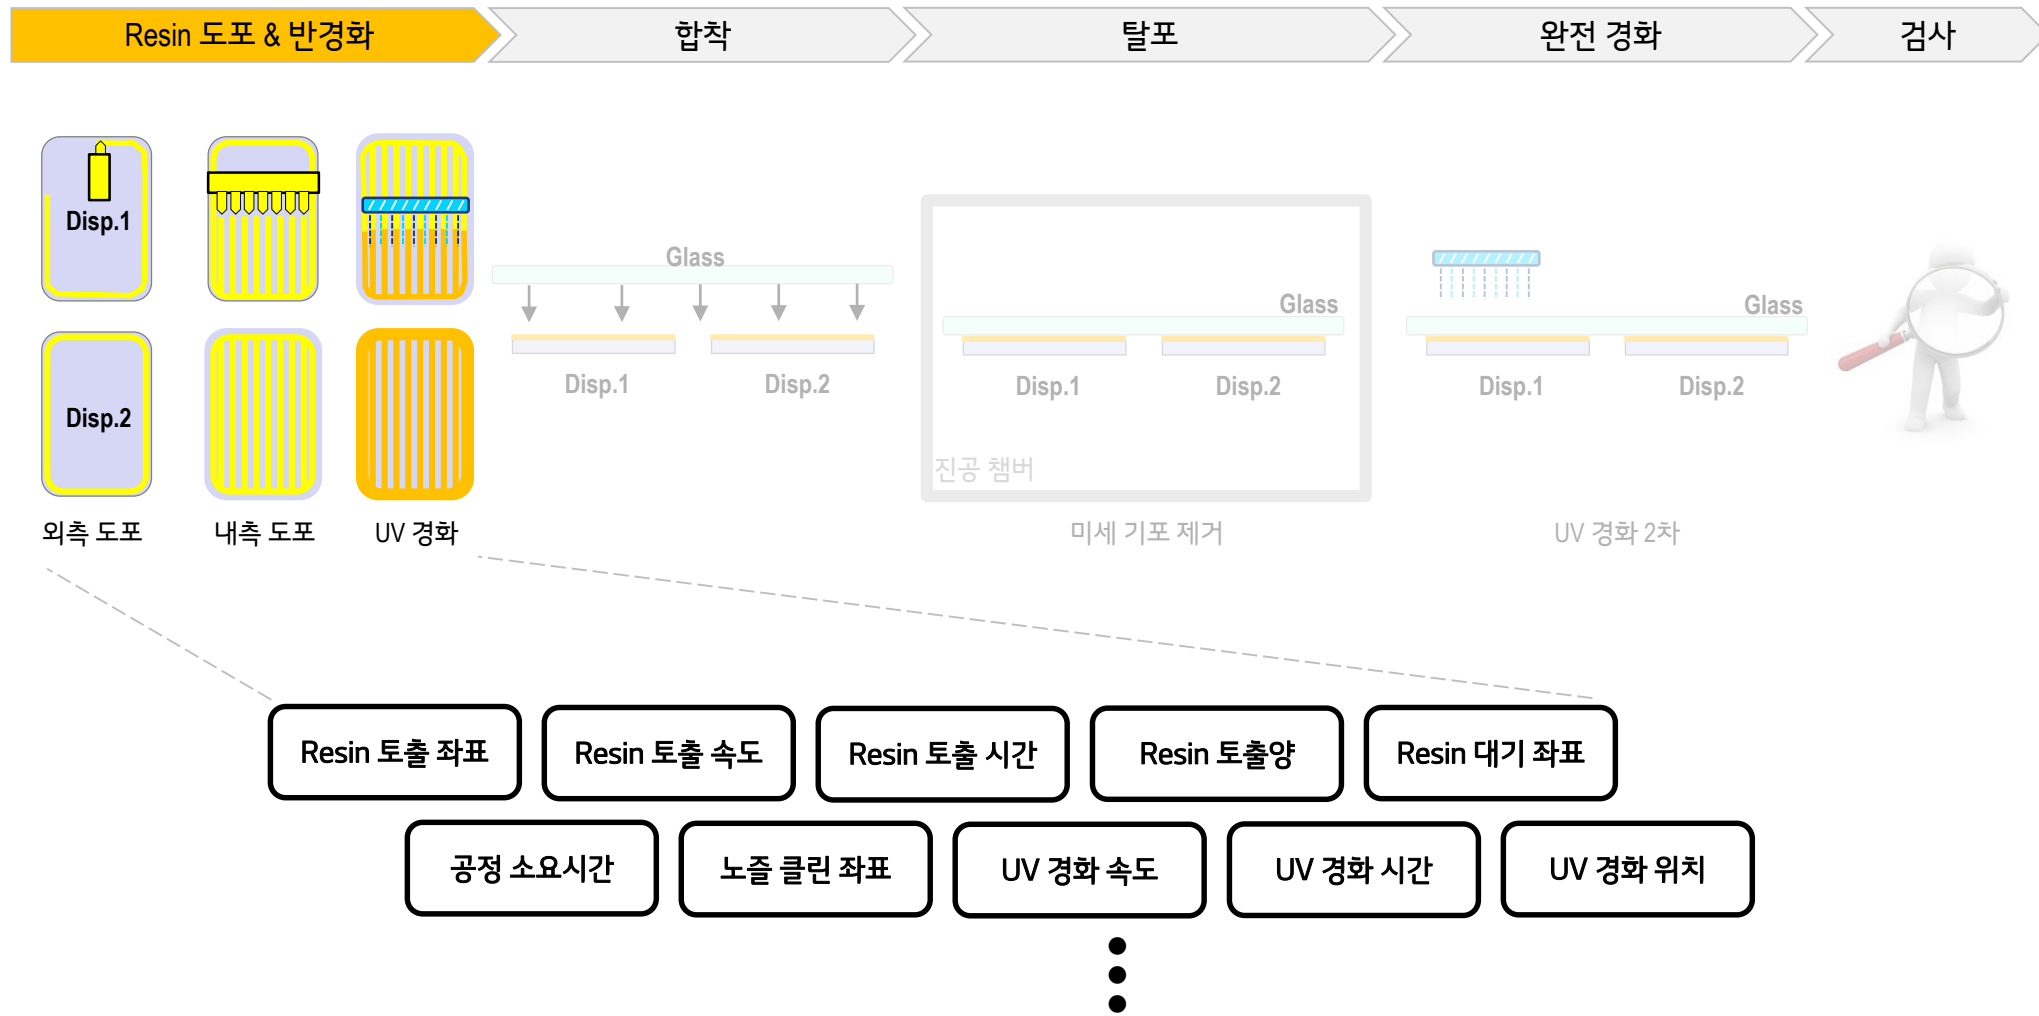 Resin 도포 & 반경화
합착
탈포
완전 경화
검사
Disp.1
Disp.2
외측 도포
내측 도포
UV 경화
Glass
Disp.1
Disp.2
Glass
Disp.1
Disp.2
진공 챔버
미세 기포 제거
Glass
Disp.1
Disp.2
UV 경화 2차
Resin 토출 좌표
Resin 토출 속도
Resin 토출 시간
Resin 토출양
Resin 대기 좌표
공정 소요시간
노즐 클린 좌표
UV 경화 속도
UV 경화 시간
UV 경화 위치